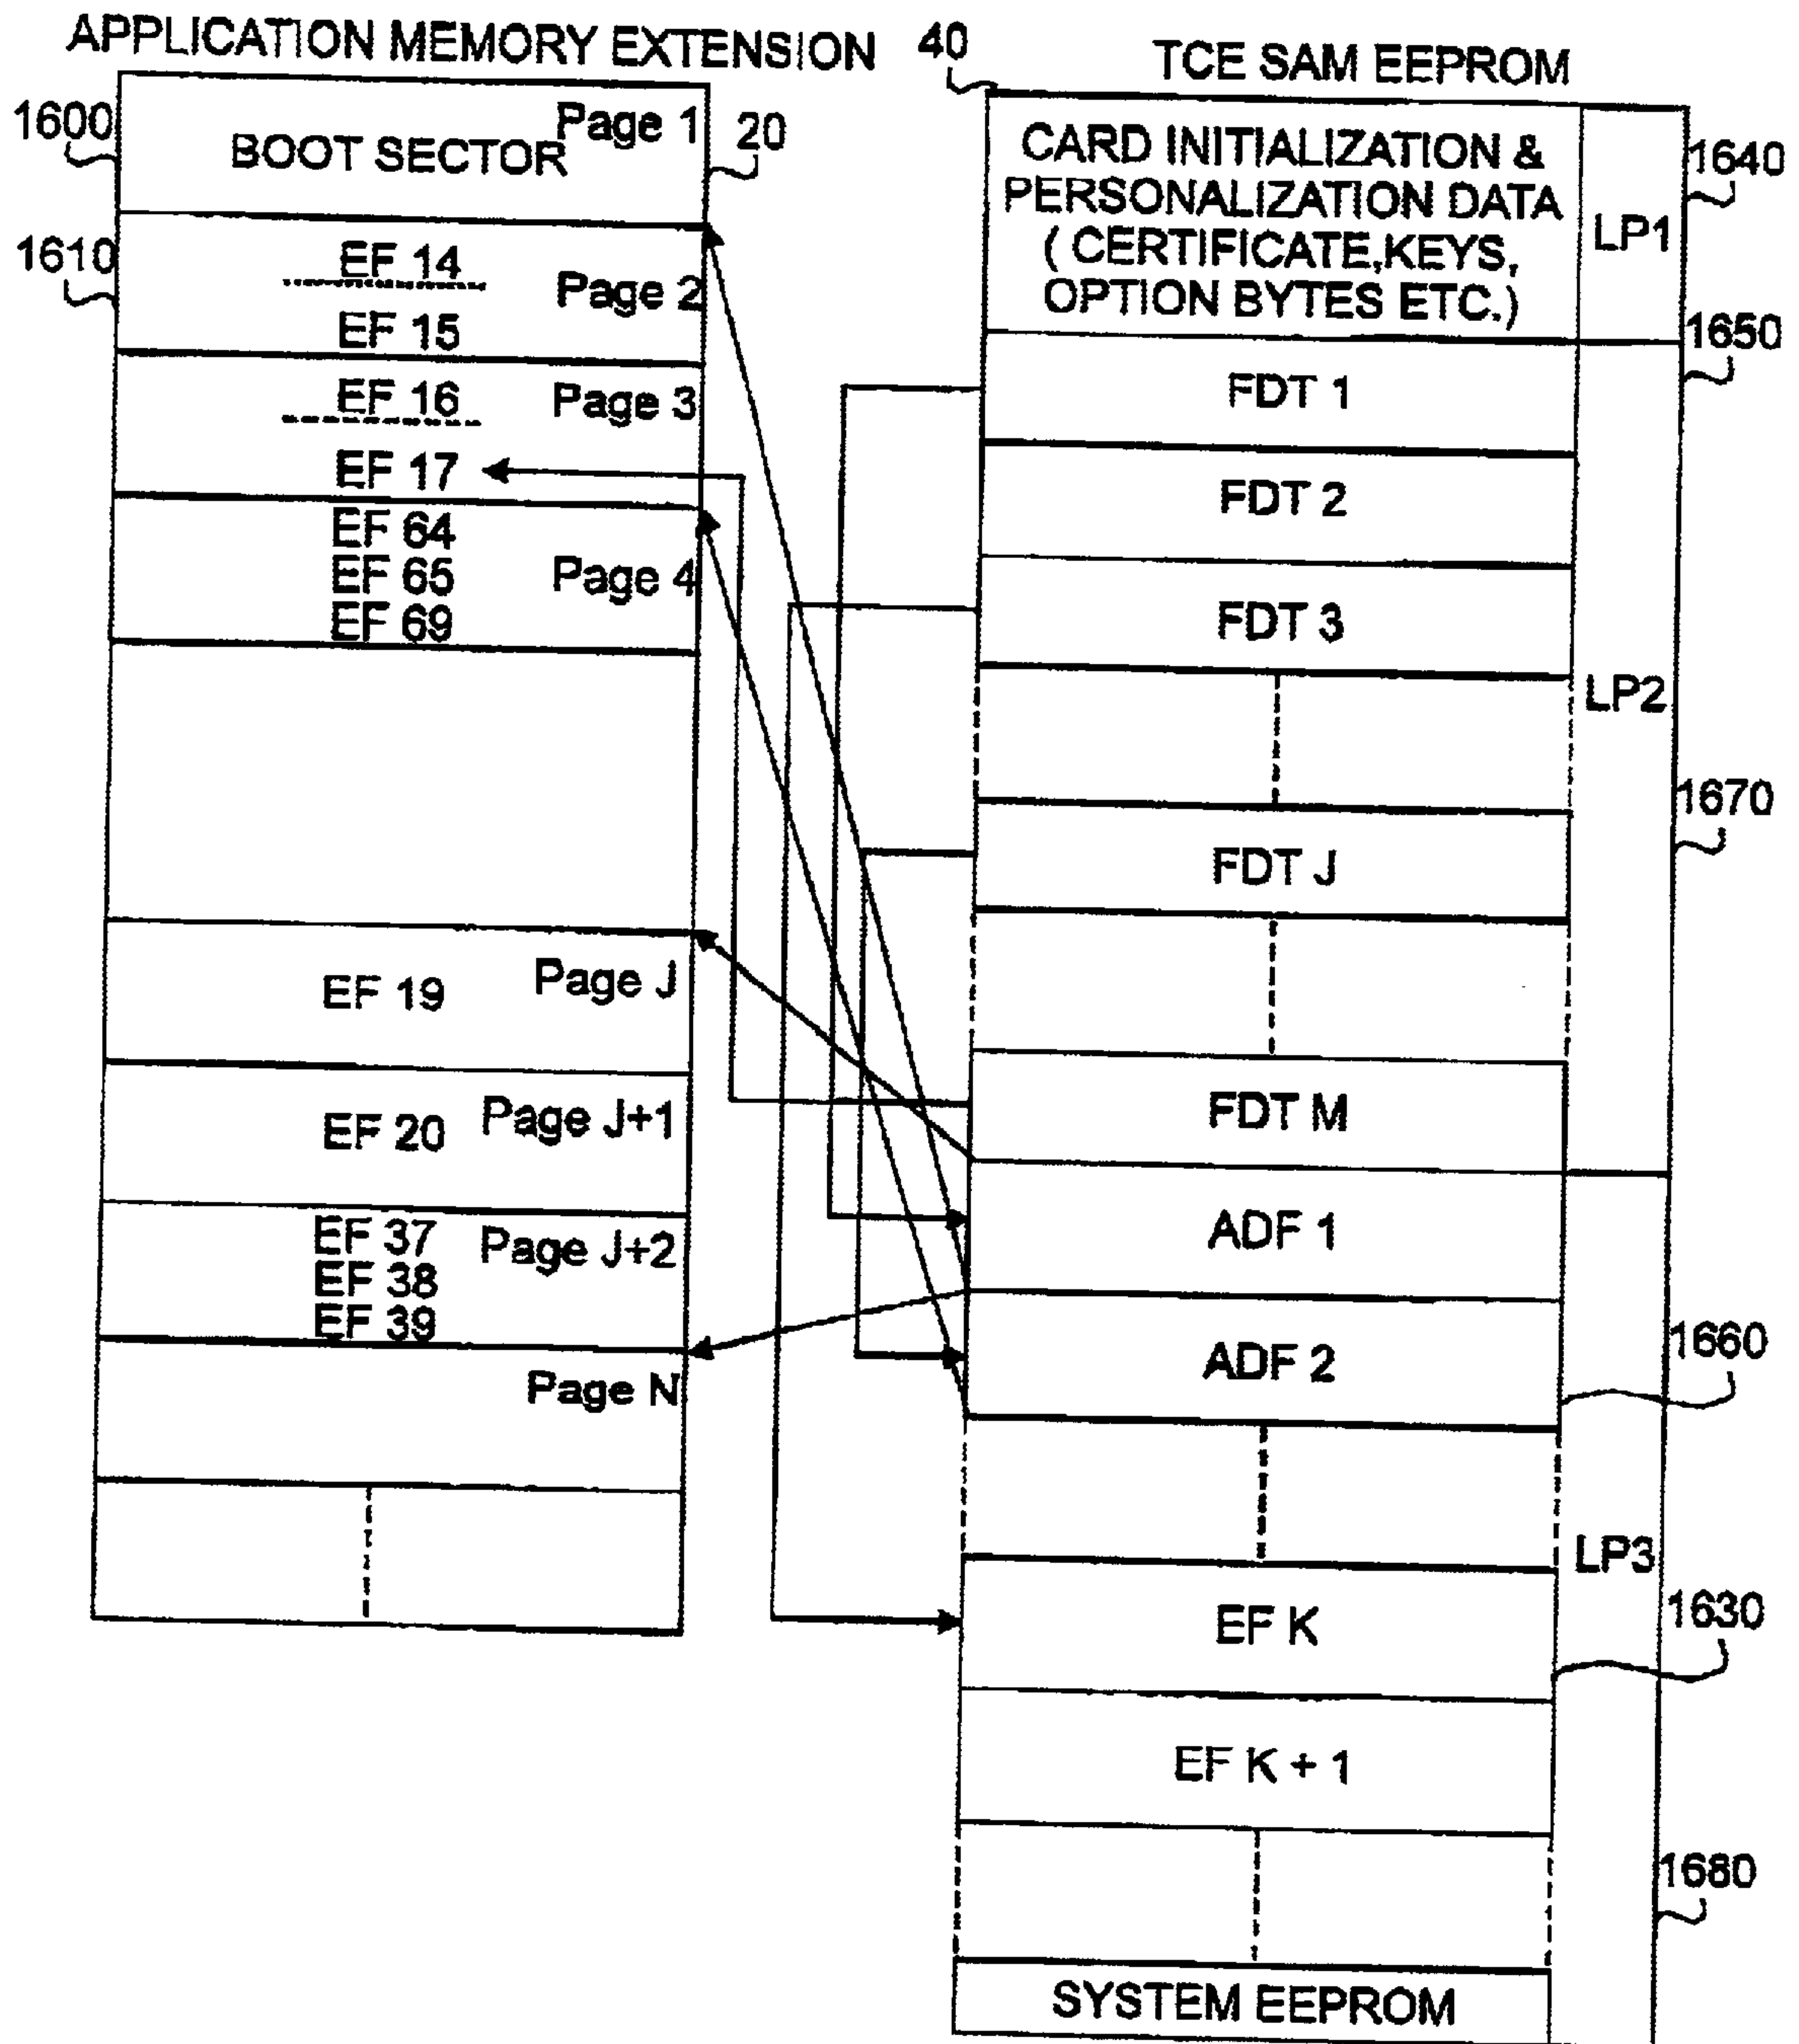 APPLICATION MEMORY EXTENSION
1600
Page 1
BOOT SECTOR
20
1610
EF 14
Page 2
EF 15
EF 16
Page 3
EF 17
EF 64
EF 65
Page 4
EF 69
Page J
EF 19
Page J+1
EF 20
EF 37
Page J+2
EF 38
EF 39
Page N
40
TCE SAM EEPROM
CARD INITIALIZATION &
PERSONALIZATION DATA
( CERTIFICATE,KEYS,
OPTION BYTES ETC.)
LP1
1640
1650
FDT 1
FDT 2
FDT 3
LP2
1670
FDT J
FDT M
ADF 1
ADF 2
1660
LP3
EF K
1630
EF K + 1
1680
SYSTEM EEPROM